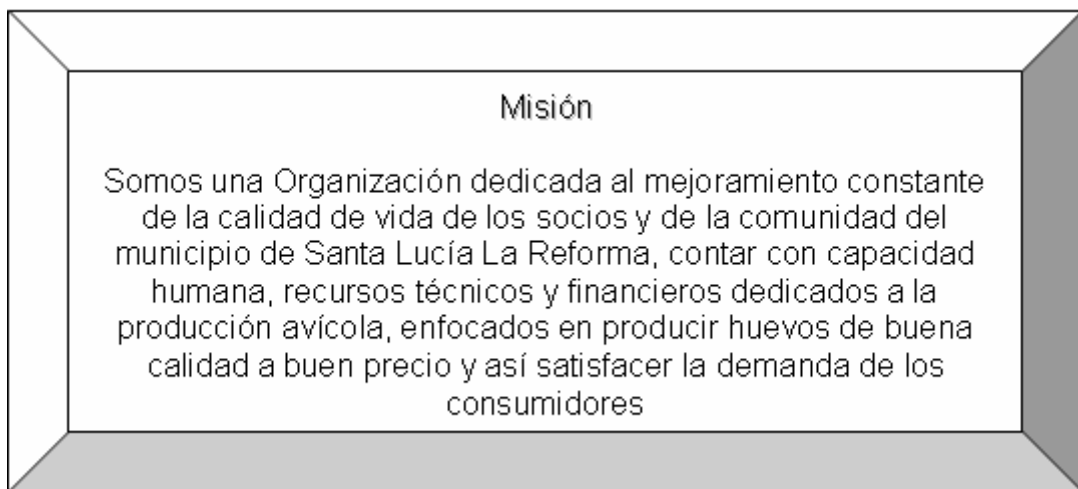 Misión
Somos una Organización dedicada al mejoramiento constante
de la calidad de vida de los socios y de la comunidad del
municipio de Santa Lucía La Reforma, contar con capacidad
humana, recursos técnicos y financieros dedicados a la
producción avícola, enfocados en producir huevos de buena
calidad a buen precio y así satisfacer la demanda de los
consumidores